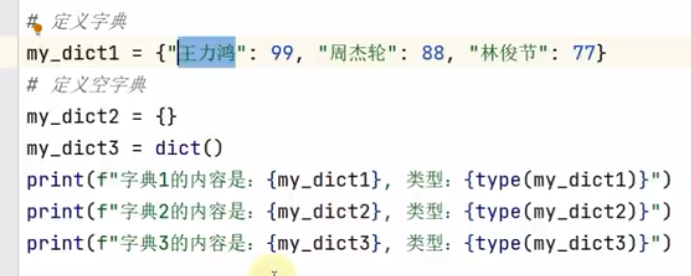 # 定义字典
my_dict1 = {"王力鸿": 99, "周杰轮": 88, "林俊节": 77}
# 定义空字典
my_dict2 = {}
my_dict3 = dict()
print(f"字典1的内容是：{my_dict1}, 类型：{type(my_dict1)}")
print(f"字典2的内容是：{my_dict2}, 类型：{type(my_dict2)}")
print(f"字典3的内容是：{my_dict3}, 类型：{type(my_dict3)}")